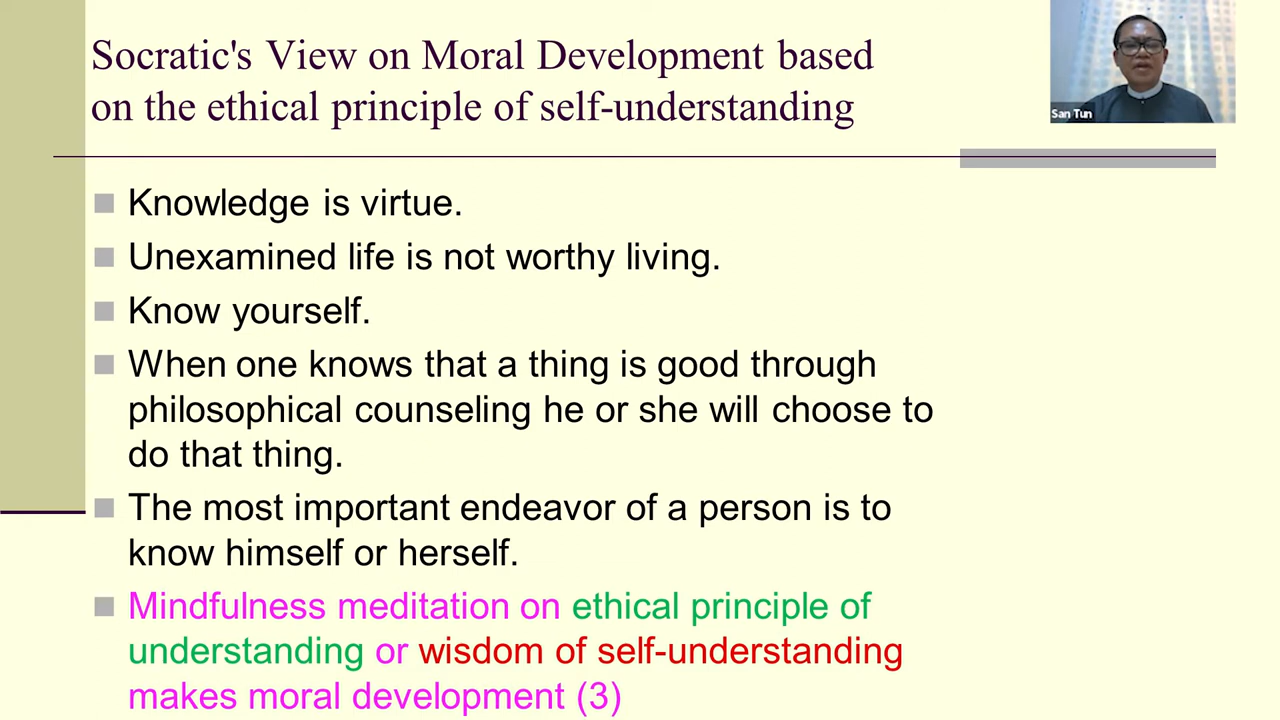 Socratic's View on Moral Development based
on the ethical principle of self-understanding
San Tun
Knowledge is virtue.
Unexamined life is not worthy living.
Know yourself.
When one knows that a thing is good through
philosophical counseling he or she will choose to
do that thing.
The most important endeavor of a person is to
know himself or herself.
Mindfulness meditation on ethical principle of
understanding or wisdom of self-understanding
makes moral development (3)